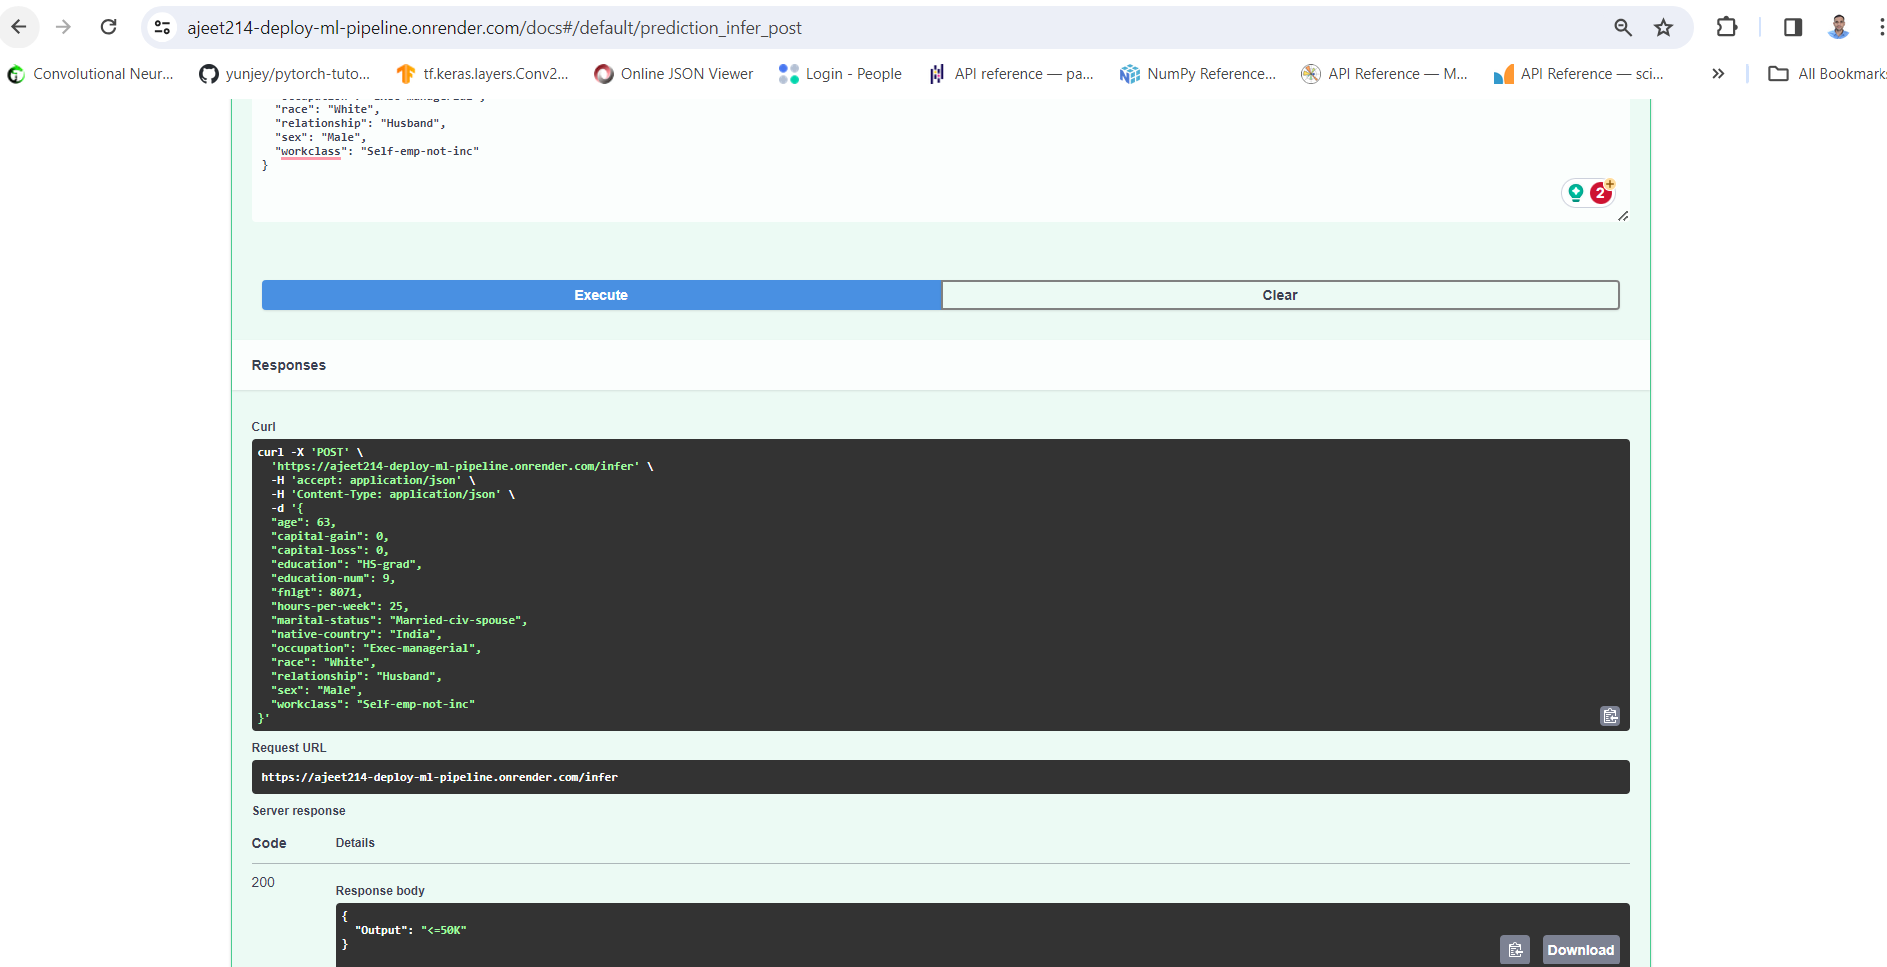 ajeet214-deploy-ml-pipeline.onrender.com/docs#/default/prediction_infer_post
Convolutional Neur...
yunjey/pytorch-tuto...
tf.keras.layers.Conv2...
Online JSON Viewer
Login - People
API reference — pa...
NumPy Reference...
API Reference — M...
API Reference — sci...
»
All Bookmark
"race": "White",
"relationship": "Husband",
"sex": "Male",
"workclass": "Self-emp-not-inc"
}
2
Execute
Clear
Responses
Curl
curl -X 'POST' \
'https://ajeet214-deploy-ml-pipeline.onrender.com/infer' \
-H 'accept: application/json' \
-H 'Content-Type: application/json' \
-d '{
"age": 63,
"capital-gain": 0,
"capital-loss": 0,
"education": "HS-grad",
"education-num": 9,
"fnlgt": 8071,
"hours-per-week": 25,
"marital-status": "Married-civ-spouse",
"native-country": "India",
"occupation": "Exec-managerial",
"race": "White",
"relationship": "Husband",
"sex": "Male",
"workclass": "Self-emp-not-inc"
}'
Request URL
https://ajeet214-deploy-ml-pipeline.onrender.com/infer
Server response
Code
Details
200
Response body
{
"Output": "<=50K"
}
Download